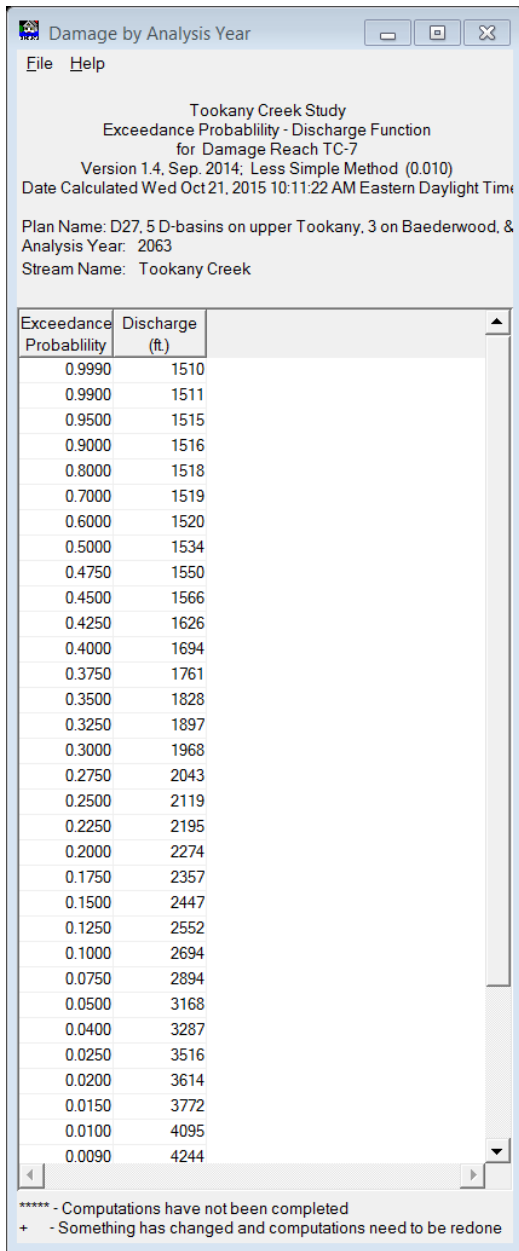 Damage by Analysis Year
File Help
Tookany Creek Study
Exceedance Probablility - Discharge Function
for Damage Reach TC-7
Version 1.4, Sep. 2014; Less Simple Method (0.010)
Date Calculated Wed Oct 21, 2015 10:11:22 AM Eastern Daylight Time
Plan Name: D27, 5 D-basins on upper Tookany, 3 on Baederwood, &
Analysis Year: 2063
Stream Name: Tookany Creek
Exceedance Discharge
Probablility (ft.)
0.9990 1510
0.9900 1511
0.9500 1515
0.9000 1516
0.8000 1518
0.7000 1519
0.6000 1520
0.5000 1534
0.4750 1550
0.4500 1566
0.4250 1626
0.4000 1694
0.3750 1761
0.3500 1828
0.3250 1897
0.3000 1968
0.2750 2043
0.2500 2119
0.2250 2195
0.2000 2274
0.1750 2357
0.1500 2447
0.1250 2552
0.1000 2694
0.0750 2894
0.0500 3168
0.0400 3287
0.0250 3516
0.0200 3614
0.0150 3772
0.0100 4095
0.0090 4244
***** - Computations have not been completed
+ - Something has changed and computations need to be redone